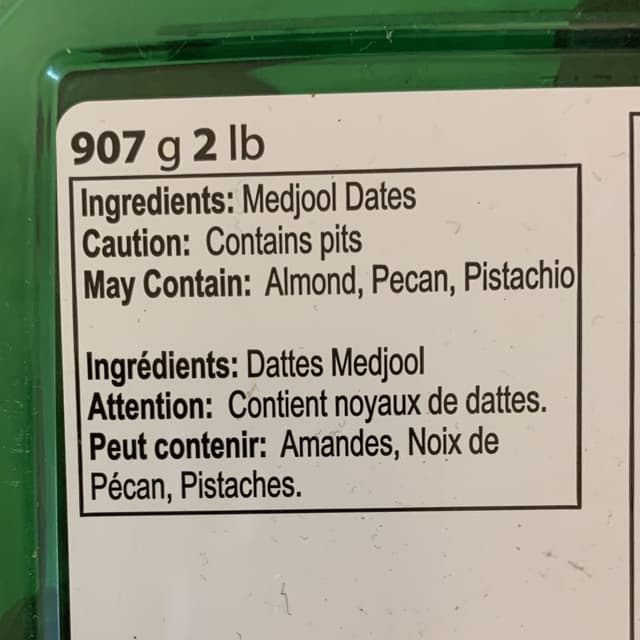 907 g 2 lb
Ingredients: Medjool Dates
Caution: Contains pits
May Contain: Almond, Pecan, Pistachio
Ingrédients: Dattes Medjool
Attention: Contient noyaux de dattes.
Peut contenir: Amandes, Noix de
Pécan, Pistaches.